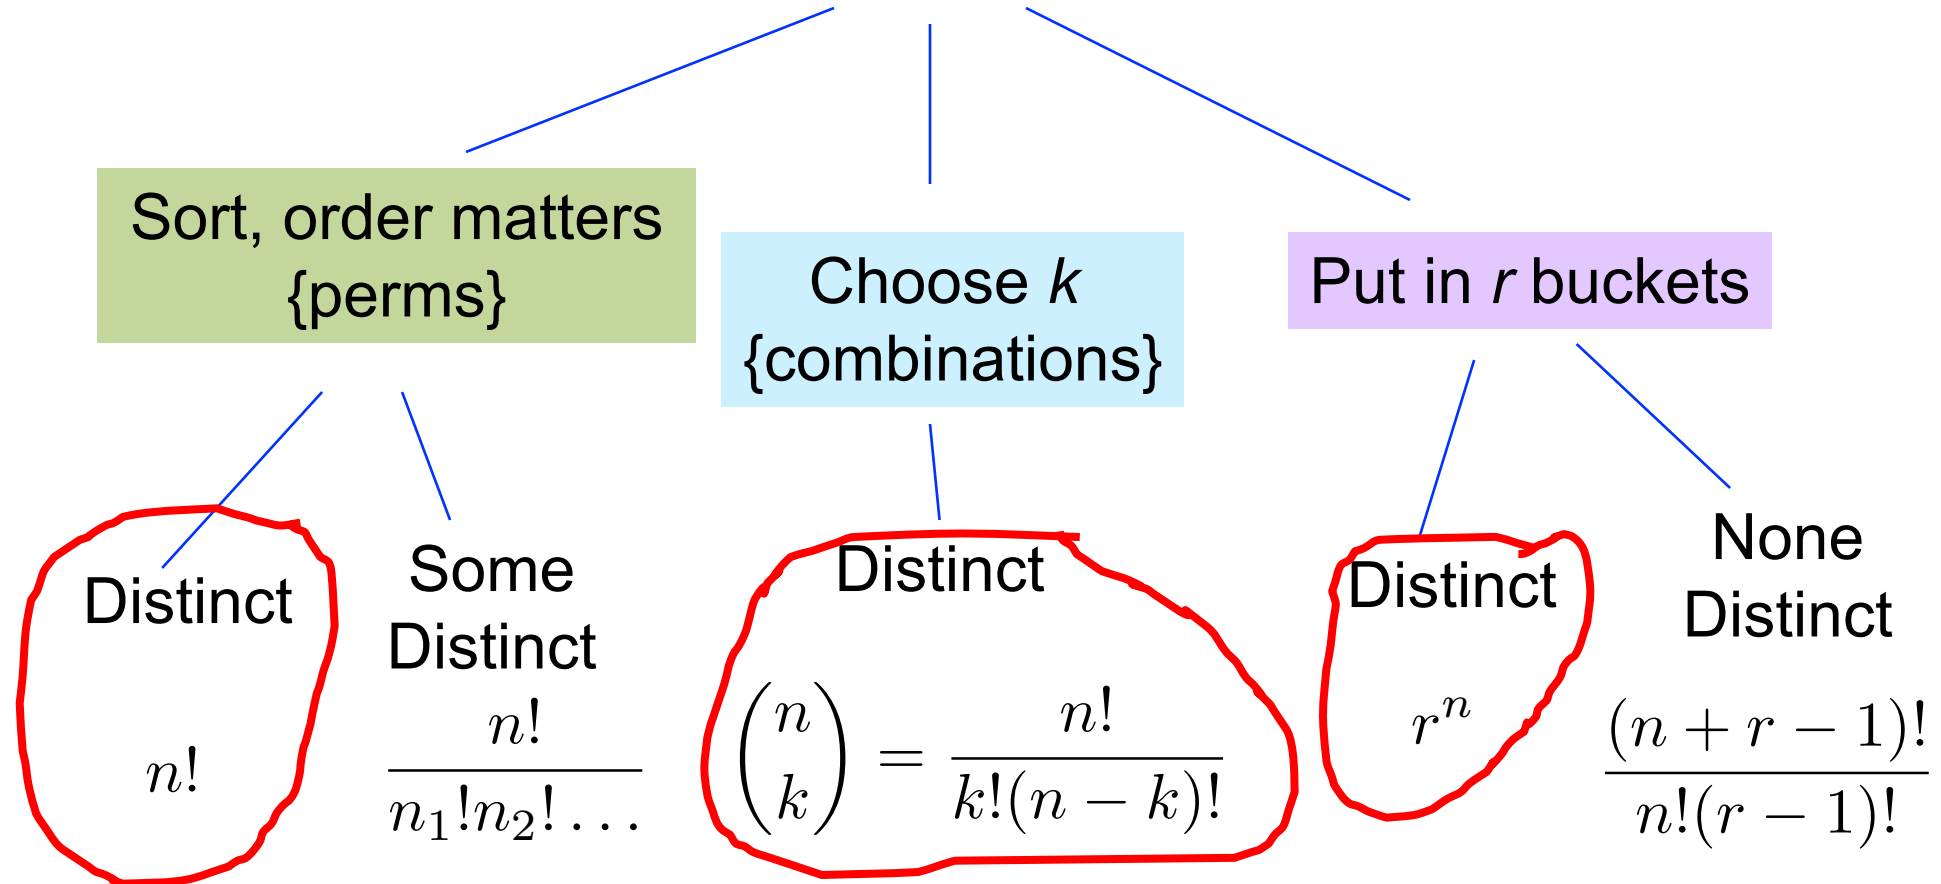 Sort, order matters
{perms}
Choose k
{combinations}
Put in r buckets
Distinct
n!
Some
Distinct
n!
n₁!n₂!...
Distinct
(n k) = n! / k!(n − k)!
Distinct
rⁿ
None
Distinct
(n + r − 1)!
n!(r − 1)!